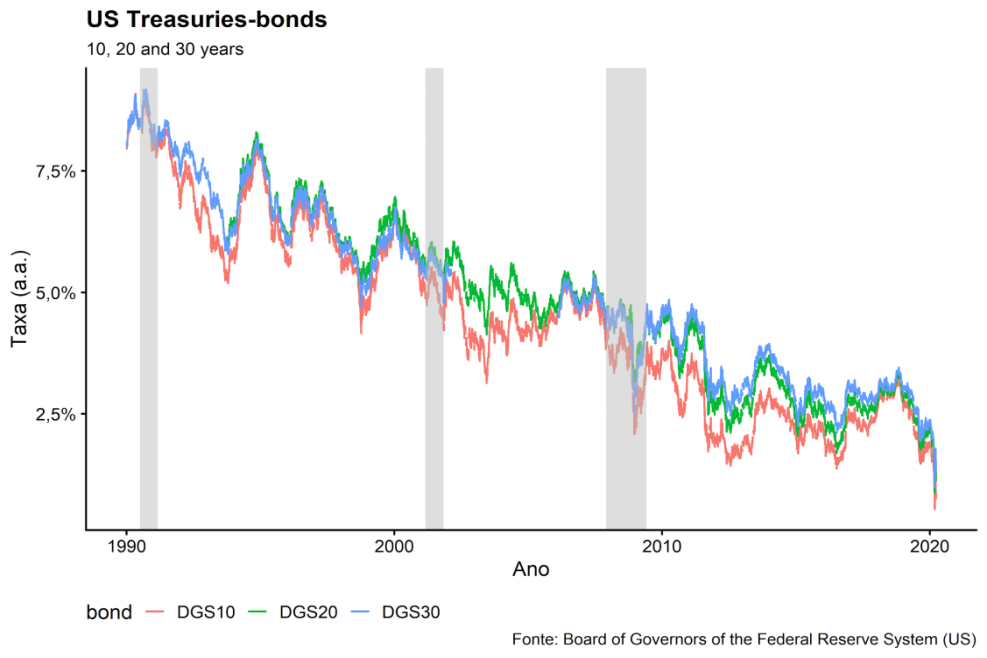 US Treasuries-bonds
10, 20 and 30 years
Taxa (a.a.)
7,5%
5,0%
2,5%
1990 2000 2010 2020
Ano
bond DGS10 DGS20 DGS30
Fonte: Board of Governors of the Federal Reserve System (US)